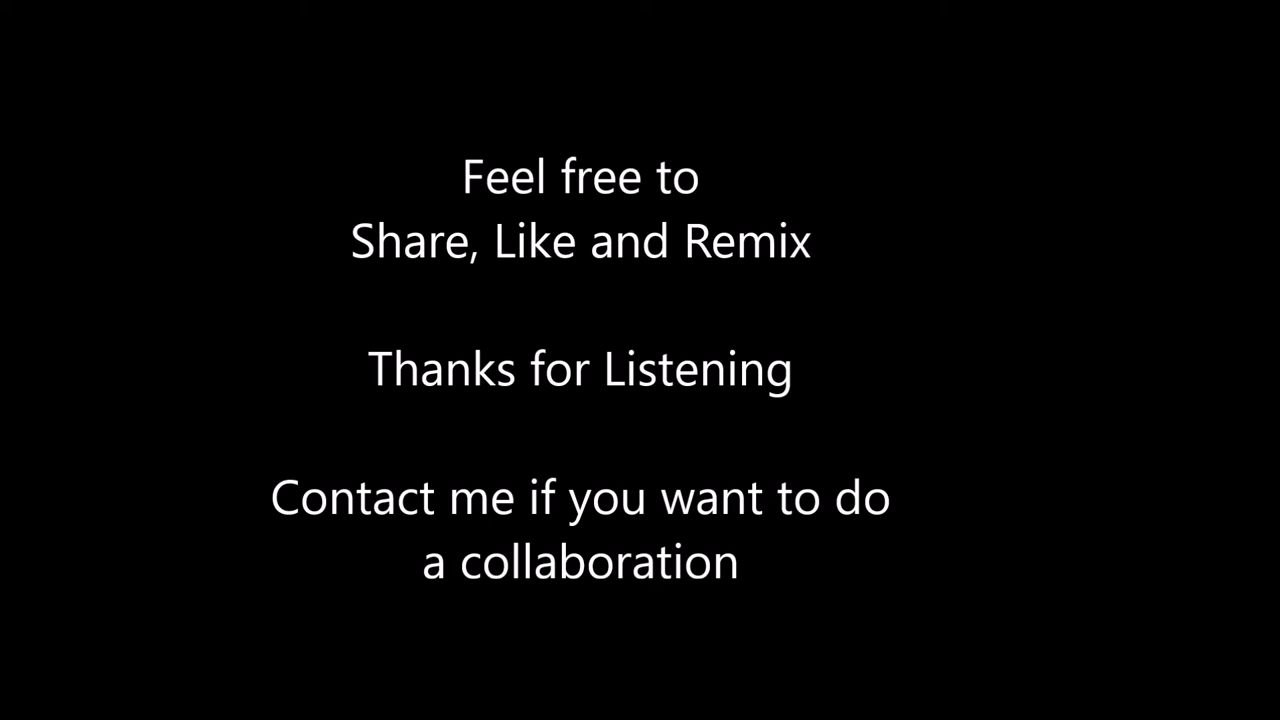 Feel free to
Share, Like and Remix
Thanks for Listening
Contact me if you want to do
a collaboration